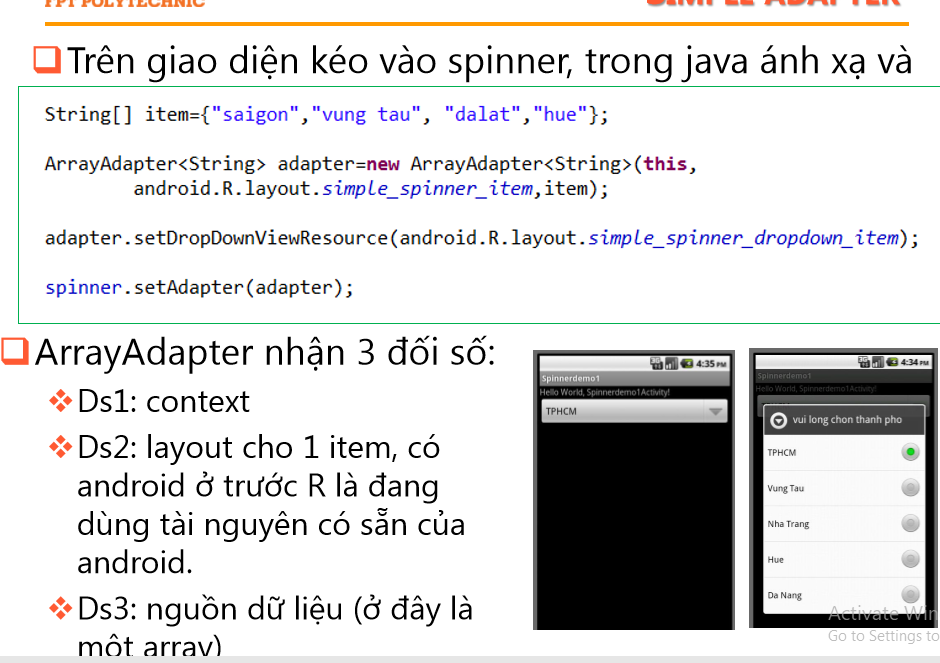 FPT POLYTECHNIC
SIMPLE ADAPTER
Trên giao diện kéo vào spinner, trong java ánh xạ và
String[] item={"saigon","vung tau", "dalat","hue"};
ArrayAdapter<String> adapter=new ArrayAdapter<String>(this,
android.R.layout.simple_spinner_item,item);
adapter.setDropDownViewResource(android.R.layout.simple_spinner_dropdown_item);
spinner.setAdapter(adapter);
ArrayAdapter nhận 3 đối số:
Ds1: context
Ds2: layout cho 1 item, có
android ở trước R là đang
dùng tài nguyên có sẵn của
android.
Ds3: nguồn dữ liệu (ở đây là
một array)
4:35 PM
Spinnerdemo1
Hello World, Spinnerdemo1Activity!
TPHCM
4:34 PM
Spinnerdemo1
Hello World, Spinnerdemo1Activity!
vui long chon thanh pho
TPHCM
Vung Tau
Nha Trang
Hue
Da Nang
Activate Win
Go to Settings to